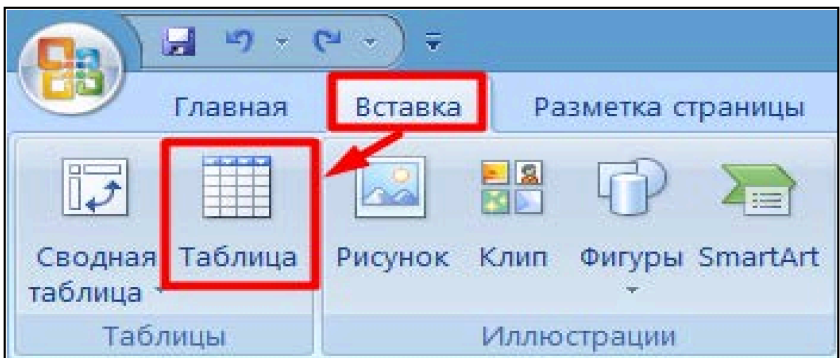 Главная Вставка Разметка страницы
Сводная Таблица Рисунок Клип Фигуры SmartArt
таблица
Таблицы Иллюстрации